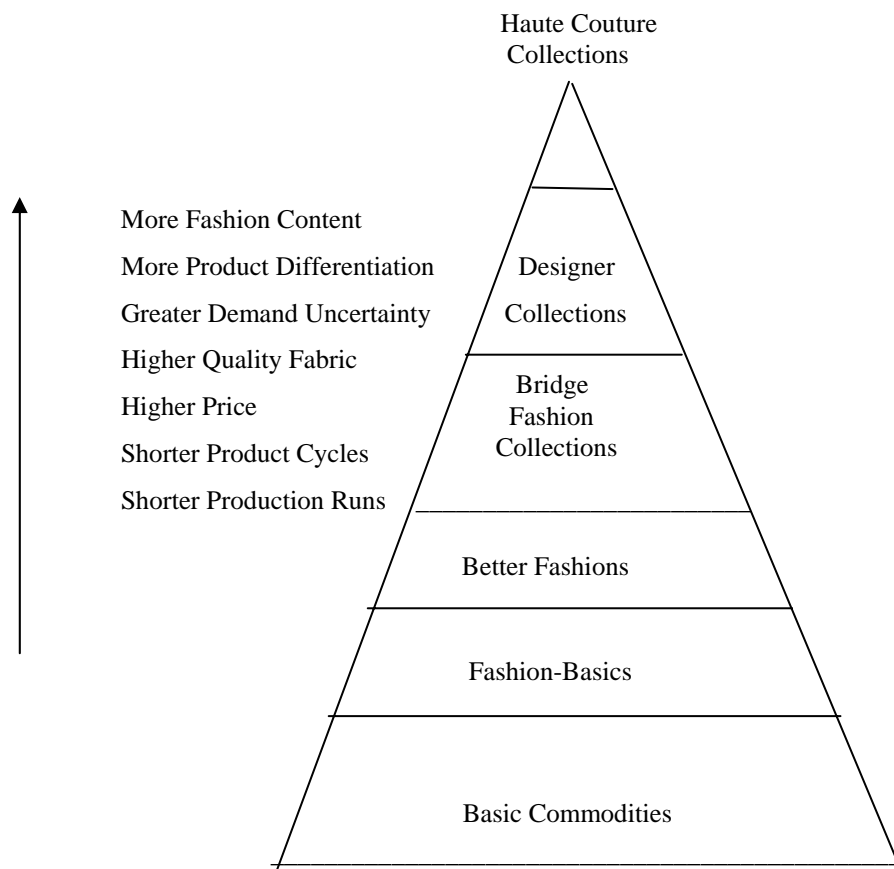 Haute Couture
Collections
More Fashion Content
More Product Differentiation
Greater Demand Uncertainty
Higher Quality Fabric
Higher Price
Shorter Product Cycles
Shorter Production Runs
Designer
Collections
Bridge
Fashion
Collections
Better Fashions
Fashion-Basics
Basic Commodities